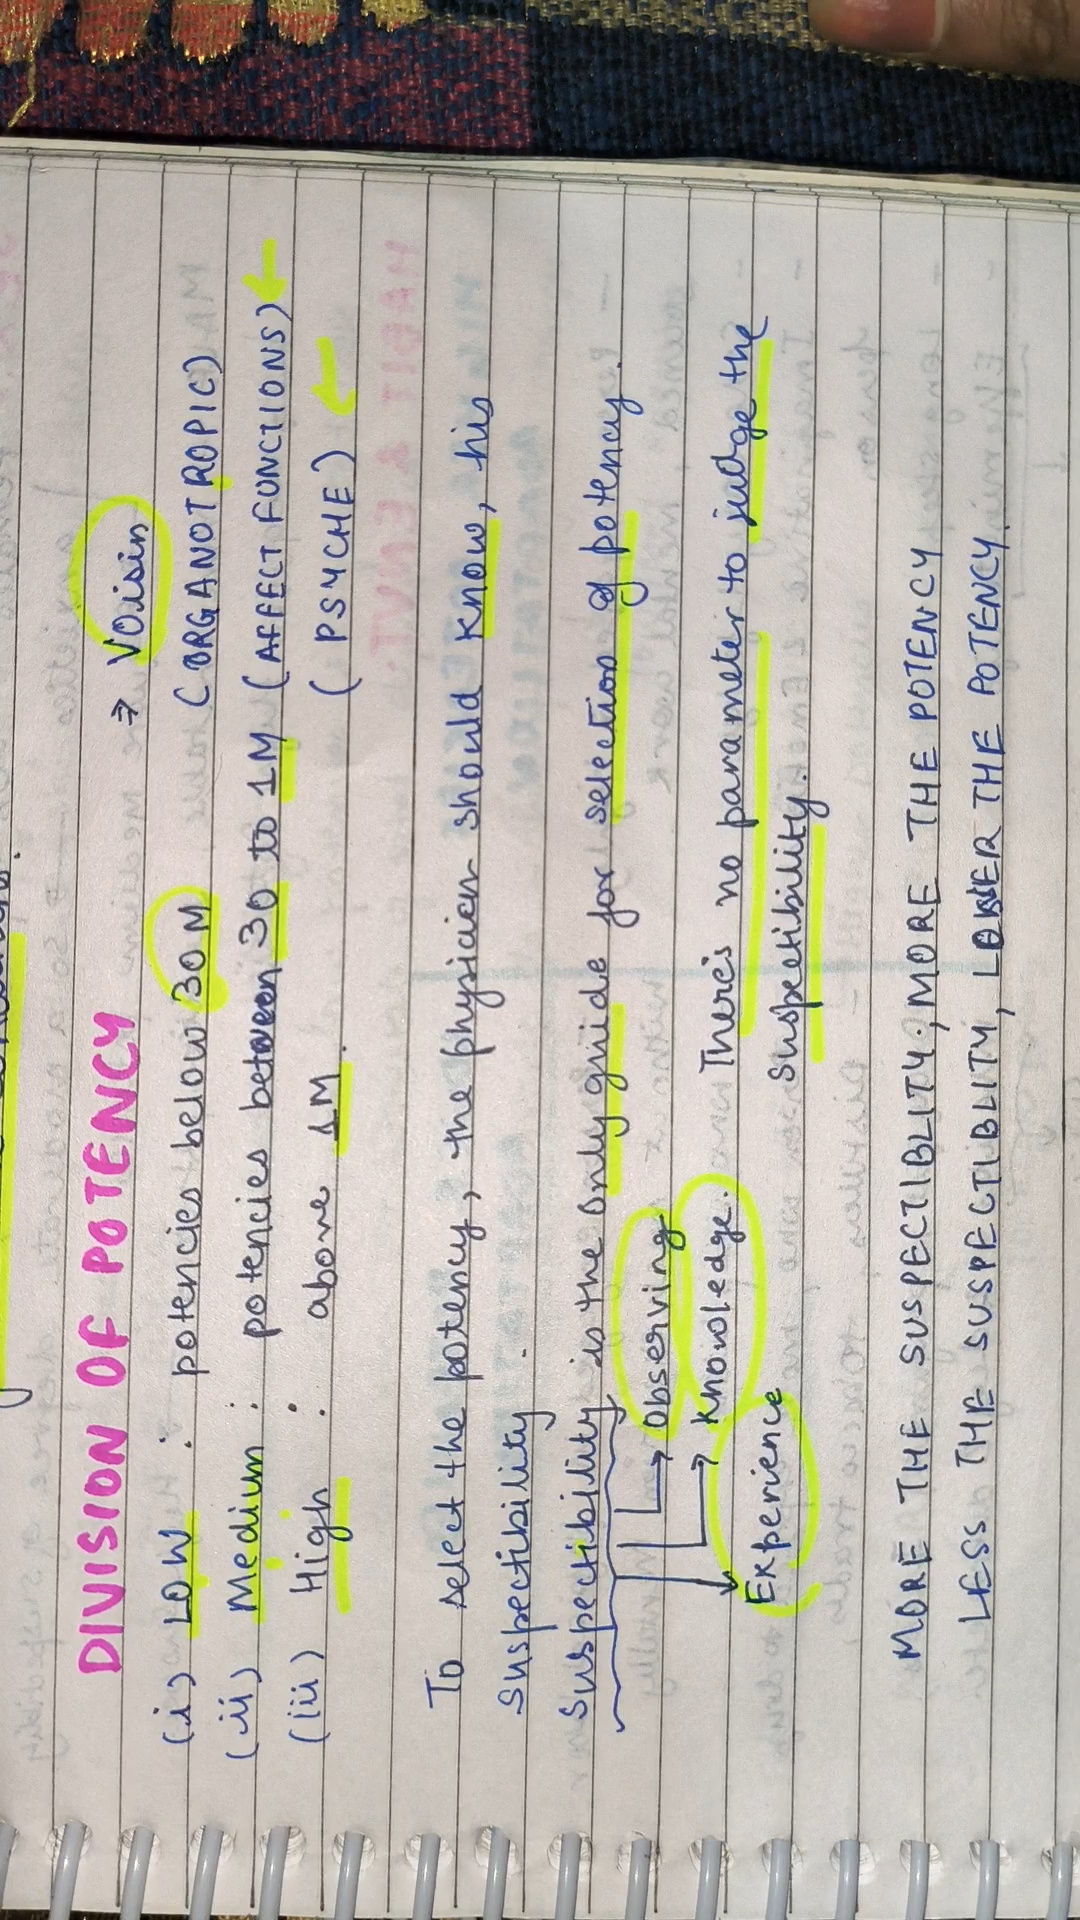 DIVISION OF POTENCY
⇒ Voisin
(i) LOW : potencies below 30 M (ORGANOTROPIC)
(ii) Medium : potencies between 30 to 1M (AFFECT FUNCTIONS) ←
(iii) High : above 1M. (PSYCHE) ←
To select the potency, the physician should know, his
suspectibility.
Suspectibility is the only guide for selection of potency.
→ Observing
→ Knowledge.
Experience
There's no parameter to judge the
suspectibility.
MORE THE SUSPECTIBLITY, MORE THE POTENCY
LESS THE SUSPECTIBLITY, LOWER THE POTENCY.